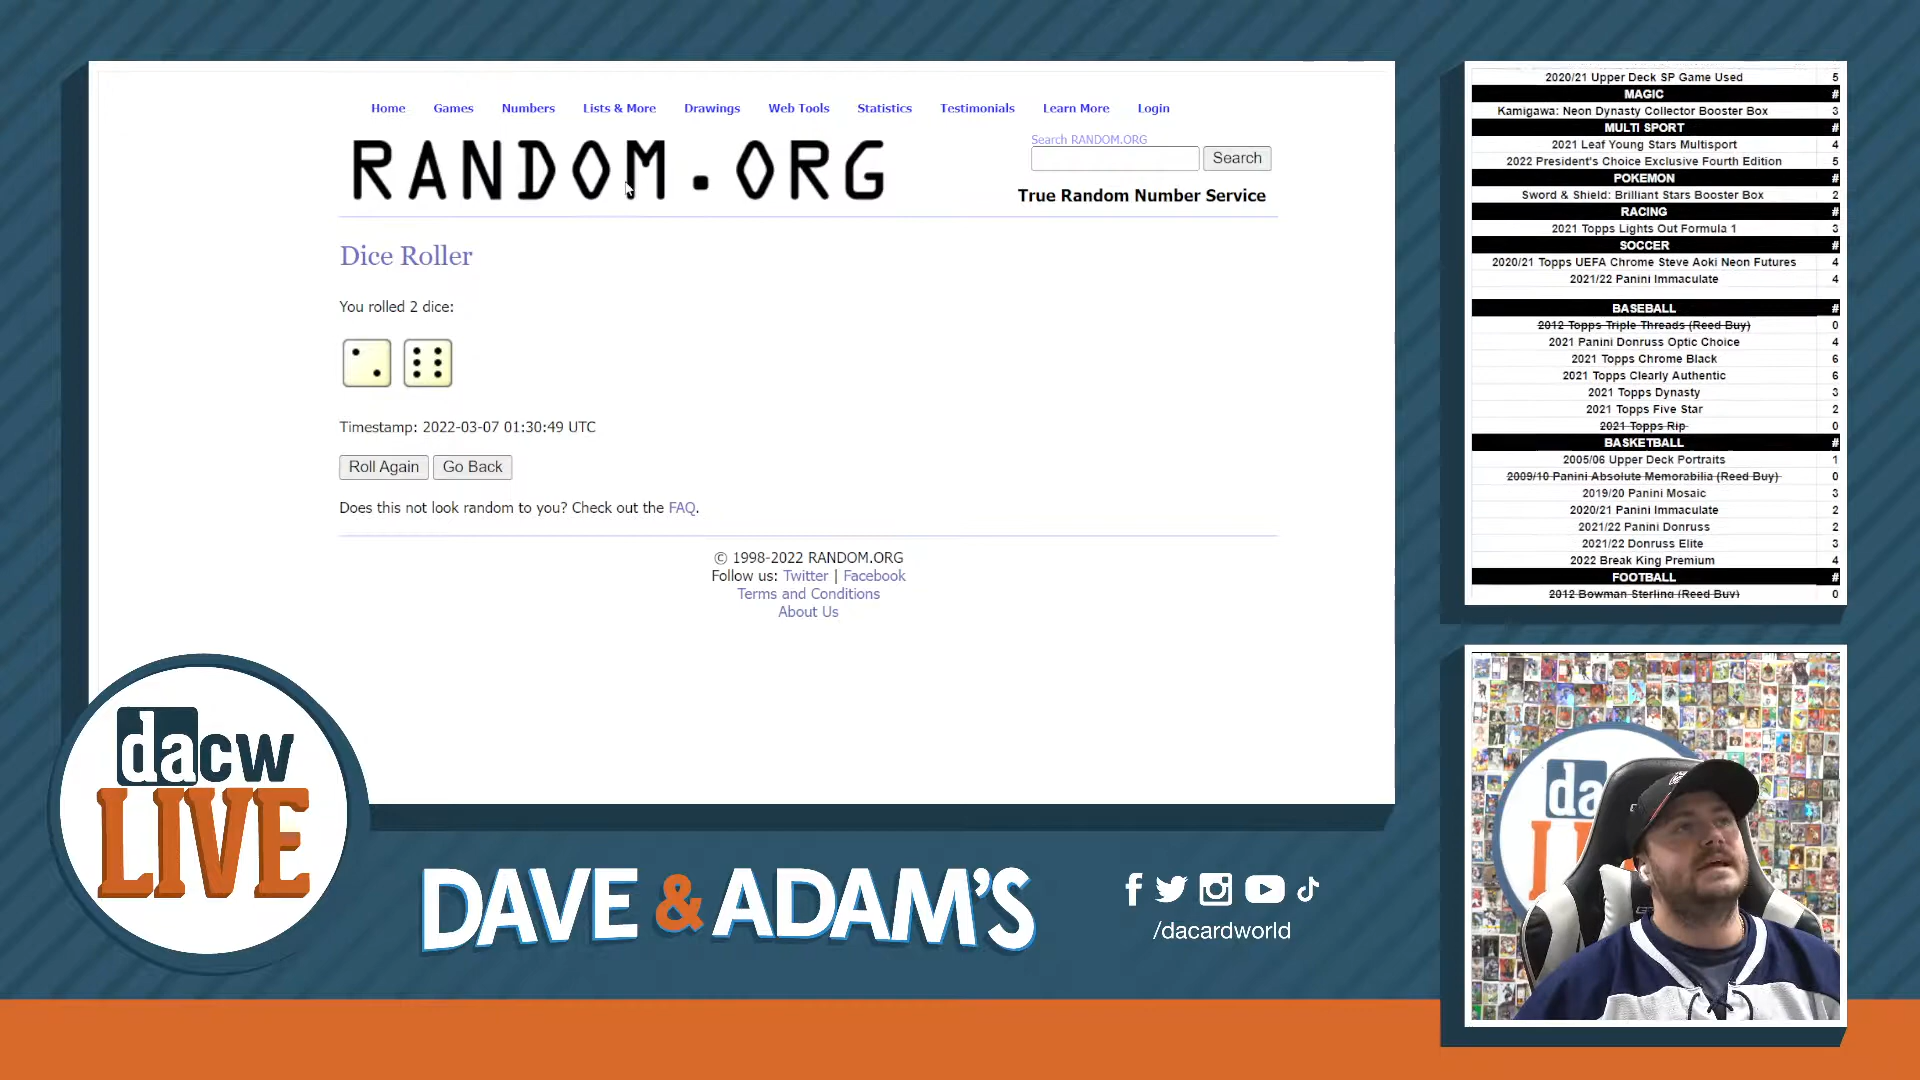 Home Games Numbers Lists & More Drawings Web Tools Statistics Testimonials Learn More Login
RANDOM.ORG
Search RANDOM.ORG
Search
True Random Number Service
Dice Roller
You rolled 2 dice:
Timestamp: 2022-03-07 01:30:49 UTC
Roll Again Go Back
Does this not look random to you? Check out the FAQ.
© 1998-2022 RANDOM.ORG
Follow us: Twitter | Facebook
Terms and Conditions
About Us
2020/21 Upper Deck SP Game Used 5
MAGIC #
Kamigawa: Neon Dynasty Collector Booster Box 3
MULTI SPORT #
2021 Leaf Young Stars Multisport 4
2022 President's Choice Exclusive Fourth Edition 5
POKEMON #
Sword & Shield: Brilliant Stars Booster Box 2
RACING #
2021 Topps Lights Out Formula 1 3
SOCCER #
2020/21 Topps UEFA Chrome Steve Aoki Neon Futures 4
2021/22 Panini Immaculate 4
BASEBALL #
2012 Topps Triple Threads (Reed Buy) 0
2021 Panini Donruss Optic Choice 4
2021 Topps Chrome Black 6
2021 Topps Clearly Authentic 6
2021 Topps Dynasty 3
2021 Topps Five Star 2
2021 Topps Rip 0
BASKETBALL #
2005/06 Upper Deck Portraits 1
2009/10 Panini Absolute Memorabilia (Reed Buy) 0
2019/20 Panini Mosaic 3
2020/21 Panini Immaculate 2
2021/22 Panini Donruss 2
2021/22 Donruss Elite 3
2022 Break King Premium 4
FOOTBALL #
2012 Bowman Sterling (Reed Buy) 0
dacw
LIVE
DAVE & ADAM'S
/dacardworld
da
LI